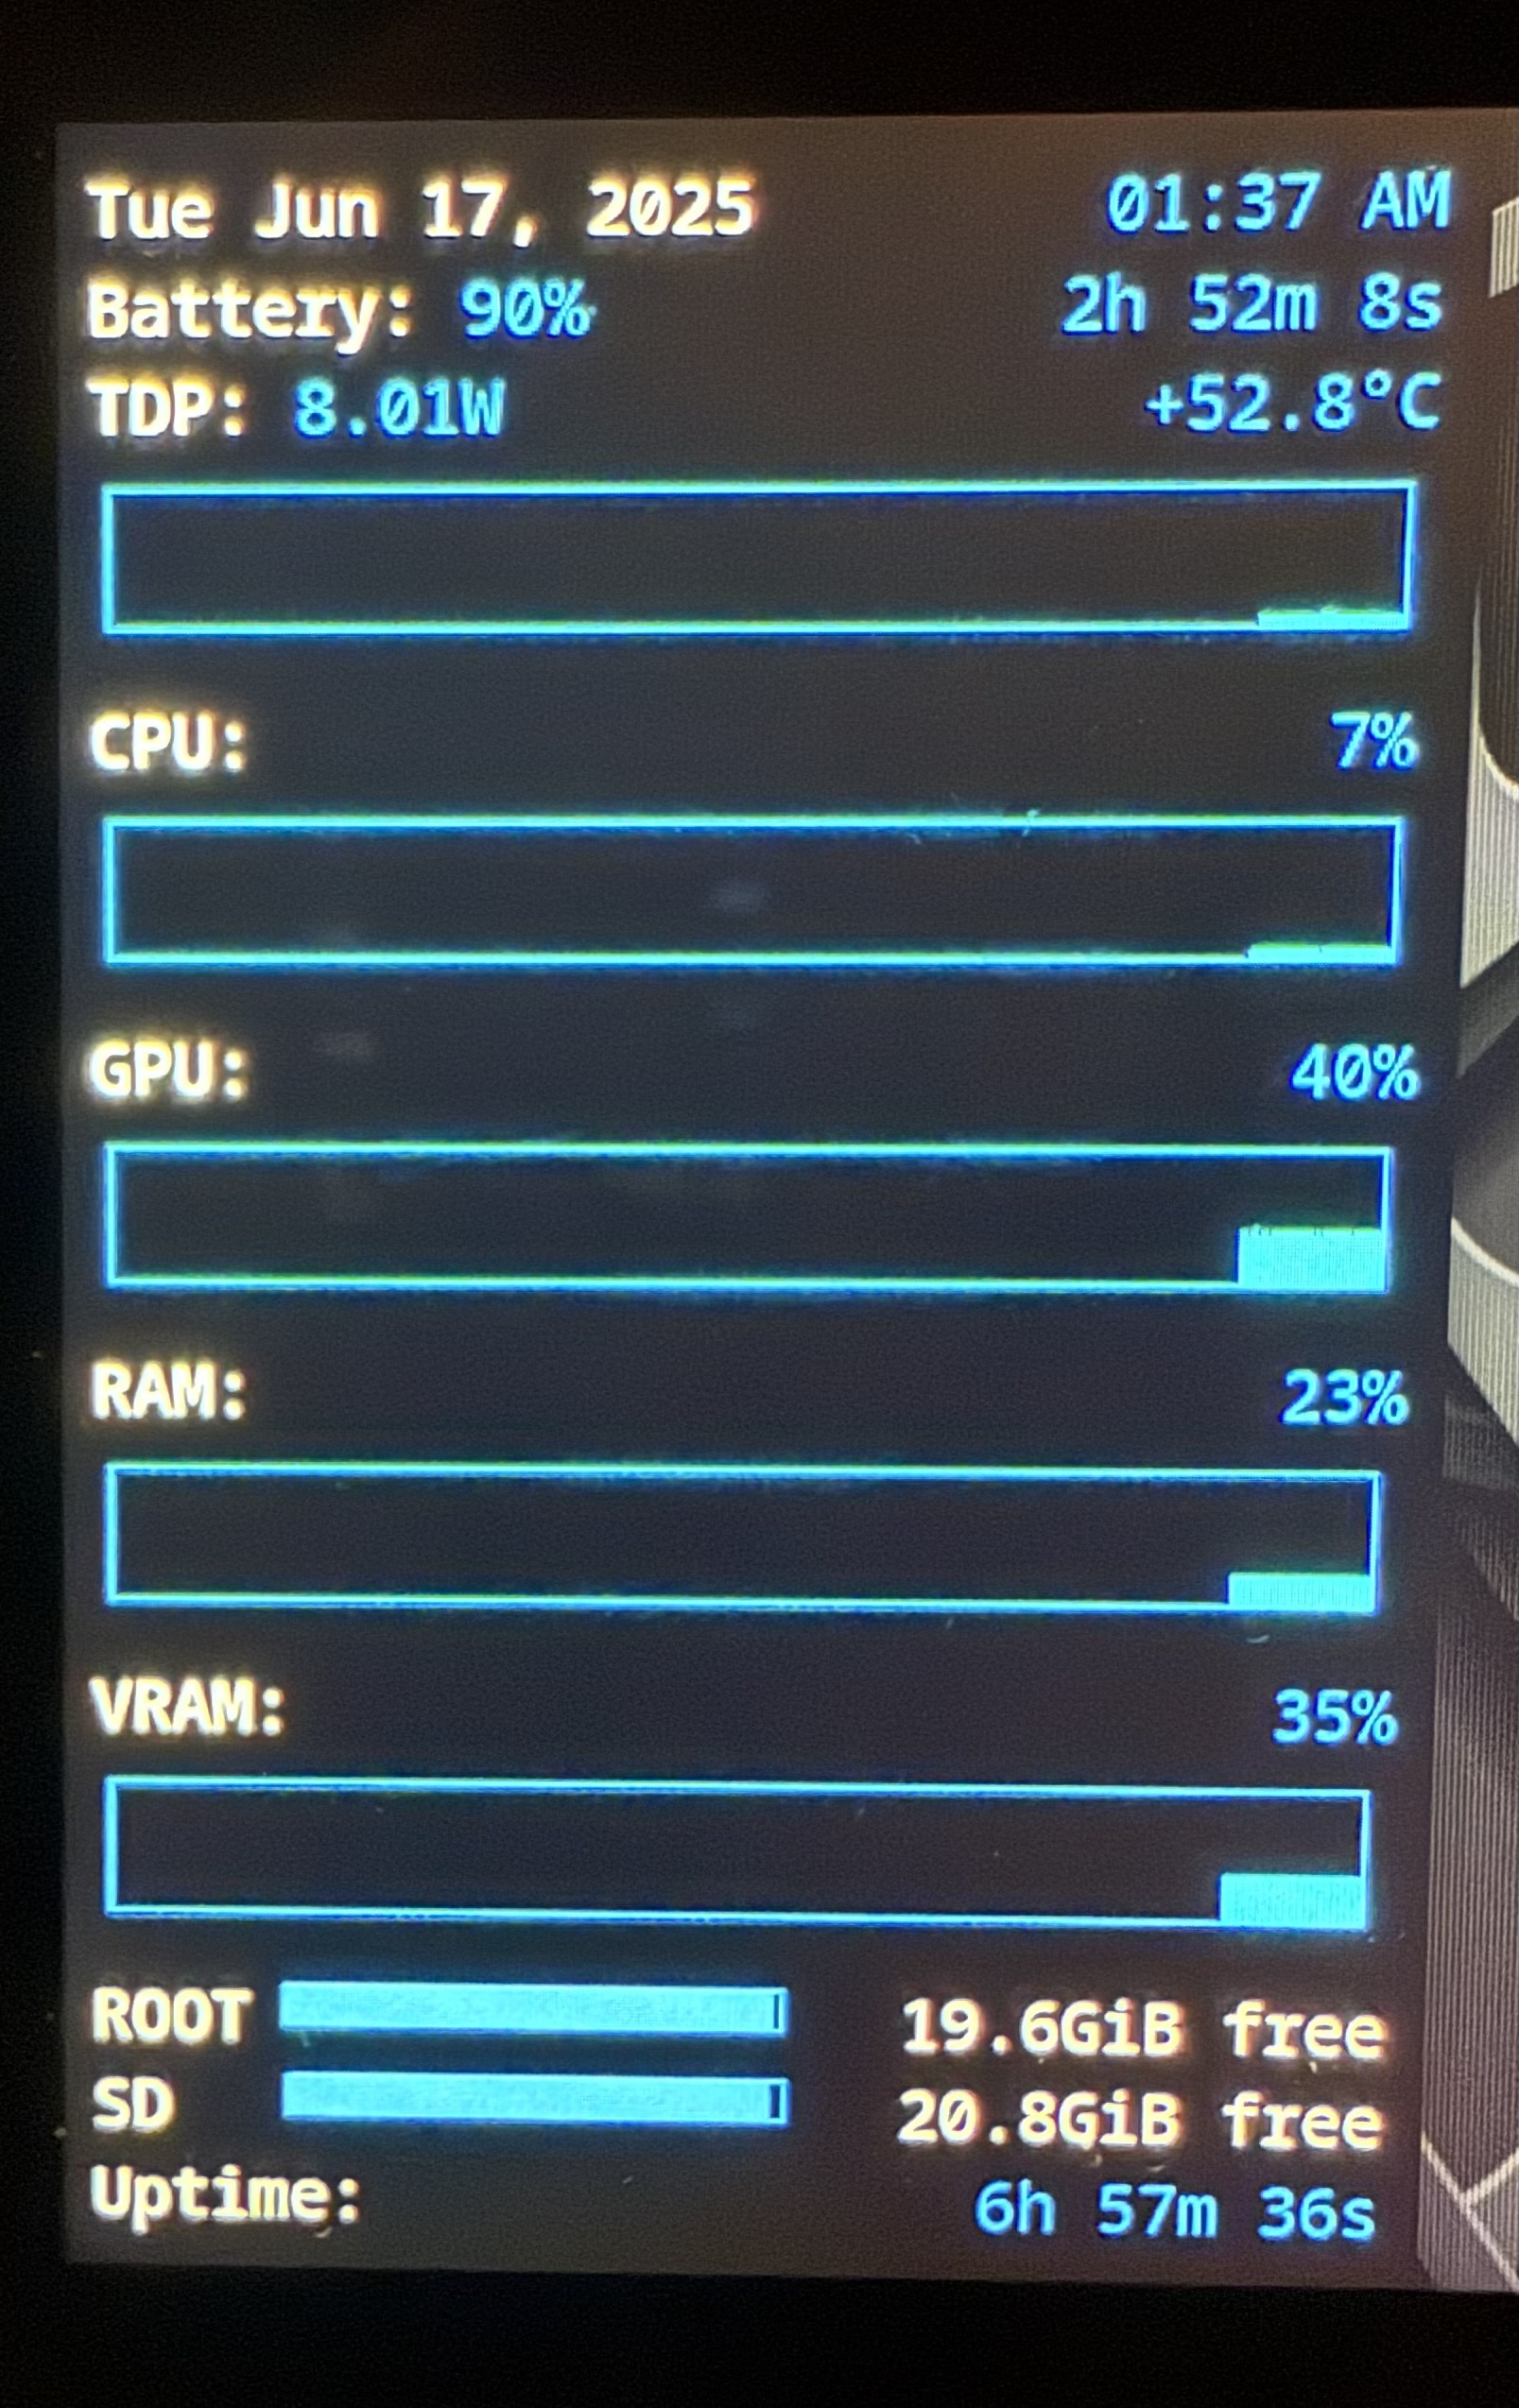 Tue Jun 17, 2025 01:37 AM
Battery: 90% 2h 52m 8s
TDP: 8.01W +52.8°C
CPU: 7%
GPU: 40%
RAM: 23%
VRAM: 35%
ROOT 19.6GiB free
SD 20.8GiB free
Uptime: 6h 57m 36s